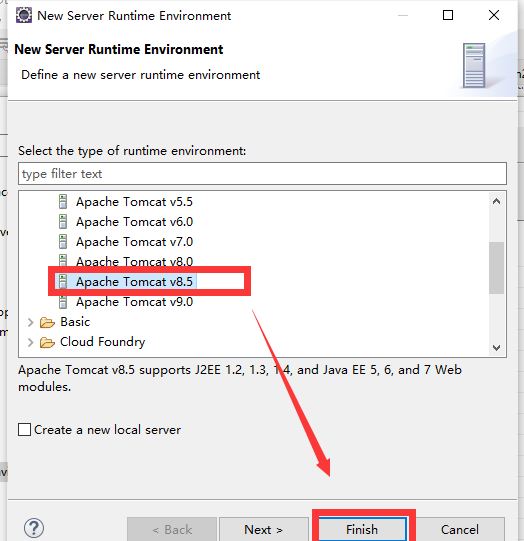 New Server Runtime Environment
New Server Runtime Environment
Define a new server runtime environment
Select the type of runtime environment:
type filter text
Apache Tomcat v5.5
Apache Tomcat v6.0
Apache Tomcat v7.0
Apache Tomcat v8.0
Apache Tomcat v8.5
Apache Tomcat v9.0
Basic
Cloud Foundry
Apache Tomcat v8.5 supports J2EE 1.2, 1.3, 1.4, and Java EE 5, 6, and 7 Web
modules.
Create a new local server
?
< Back
Next >
Finish
Cancel